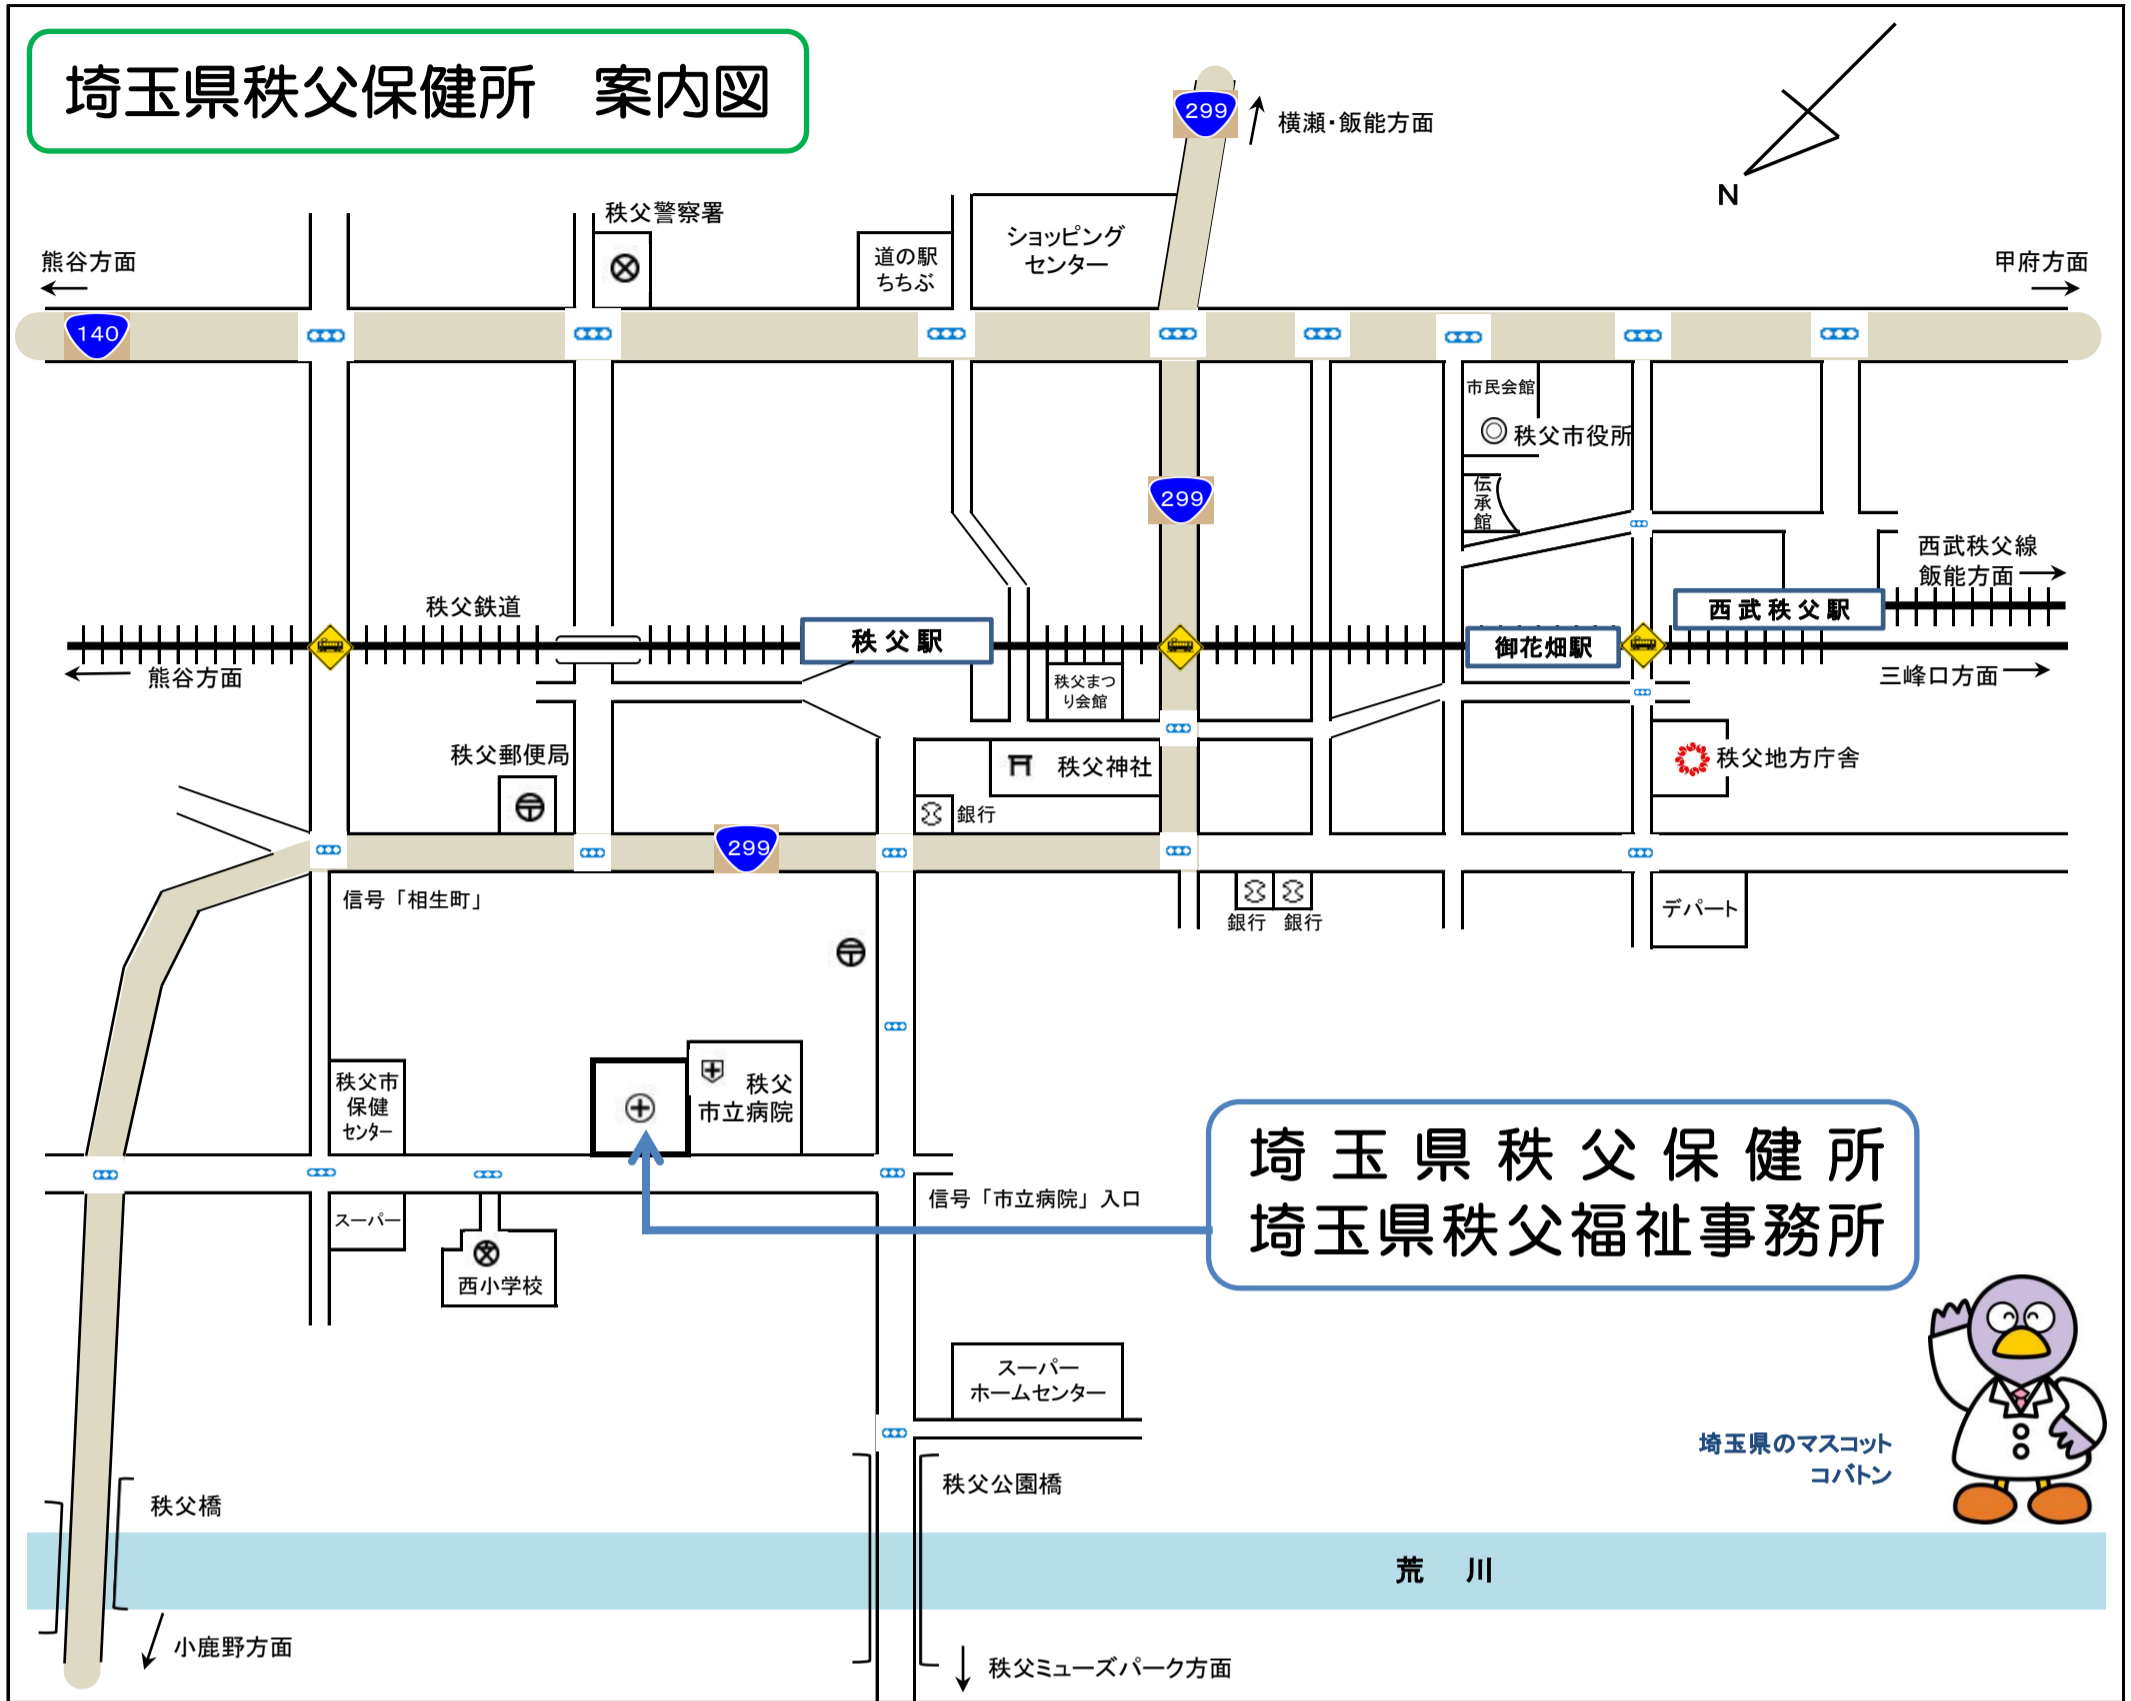 埼玉県秩父保健所　案内図
299
横瀬・飯能方面
N
秩父警察署
道の駅
ちちぶ
ショッピング
センター
熊谷方面
甲府方面
140
市民会館
秩父市役所
伝承館
299
西武秩父線
飯能方面
秩父鉄道
秩父駅
御花畑駅
西武秩父駅
熊谷方面
三峰口方面
秩父まつ
り会館
秩父郵便局
秩父神社
銀行
秩父地方庁舎
299
信号「相生町」
銀行
銀行
デパート
秩父市
保健
センター
秩父
市立病院
埼玉県秩父保健所
埼玉県秩父福祉事務所
信号「市立病院」入口
スーパー
西小学校
スーパー
ホームセンター
埼玉県のマスコット
コバトン
秩父橋
秩父公園橋
荒川
小鹿野方面
秩父ミューズパーク方面